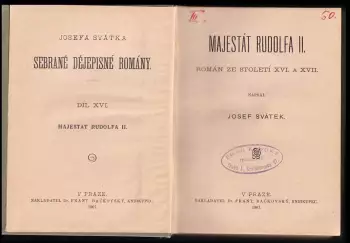 JOSEFA SVÁTKA
SEBRANÉ DĚJEPISNÉ ROMÁNY.
DÍL XVI.
MAJESTÁT RUDOLFA II.
V PRAZE.
NAKLADATEL Dr. FRANT. BAČKOVSKÝ, KNIHKUPEC.
III.
50.
MAJESTÁT RUDOLFA II.
ROMÁN ZE STOLETÍ XVI. A XVII.
NAPSAL
JOSEF SVÁTEK.
V PRAZE.
NAKLADATEL Dr. FRANT. BAČKOVSKÝ, KNIHKUPEC.